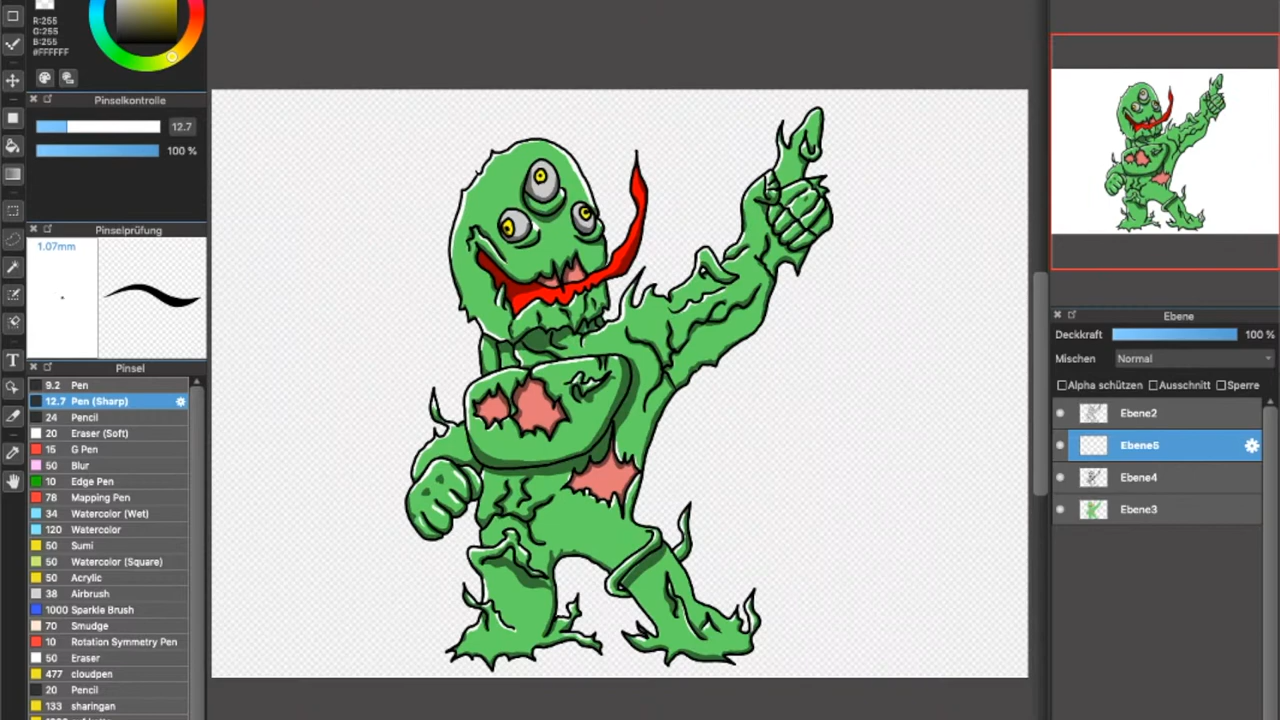 R:255
G:255
B:255
#FFFFFF
Pinselkontrolle
12.7
100 %
Pinselprüfung
1.07mm
T
Pinsel
9.2 Pen
12.7 Pen (Sharp)
24 Pencil
20 Eraser (Soft)
15 G Pen
50 Blur
10 Edge Pen
78 Mapping Pen
34 Watercolor (Wet)
120 Watercolor
50 Sumi
50 Watercolor (Square)
50 Acrylic
38 Airbrush
1000 Sparkle Brush
70 Smudge
10 Rotation Symmetry Pen
50 Eraser
477 cloudpen
20 Pencil
133 sharingan
Ebene
Deckkraft 100 %
Mischen Normal
Alpha schützen Ausschnitt Sperre
Ebene2
Ebene5
Ebene4
Ebene3